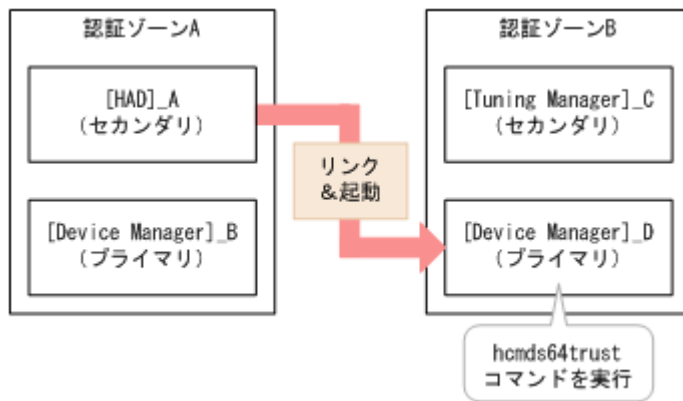 認証ゾーンA
[HAD]_A
(セカンダリ)
[Device Manager]_B
(プライマリ)
リンク
&起動
認証ゾーンB
[Tuning Manager]_C
(セカンダリ)
[Device Manager]_D
(プライマリ)
hcmds64trust
コマンドを実行